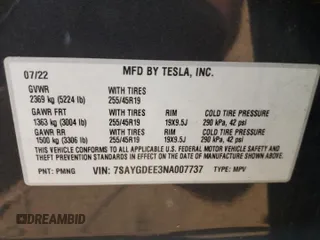 07/22 MFD BY TESLA, INC.
GVWR WITH TIRES
2369 kg (5224 lb) 255/45R19
GAWR FRT WITH TIRES RIM COLD TIRE PRESSURE
1363 kg (3004 lb) 255/45R19 19X9.5J 290 kPa, 42 psi
GAWR RR WITH TIRES RIM COLD TIRE PRESSURE
1500 kg (3306 lb) 255/45R19 19X9.5J 290 kPa, 42 psi
THIS VEHICLE CONFORMS TO ALL APPLICABLE U.S. FEDERAL MOTOR VEHICLE SAFETY
AND THEFT PREVENTION STANDARDS IN EFFECT ON THE DATE OF MANUFACTURE
SHOWN ABOVE.
PNT: PMNG VIN: 7SAYGDEE3NA007737 TYPE: MPV
DREAMBID